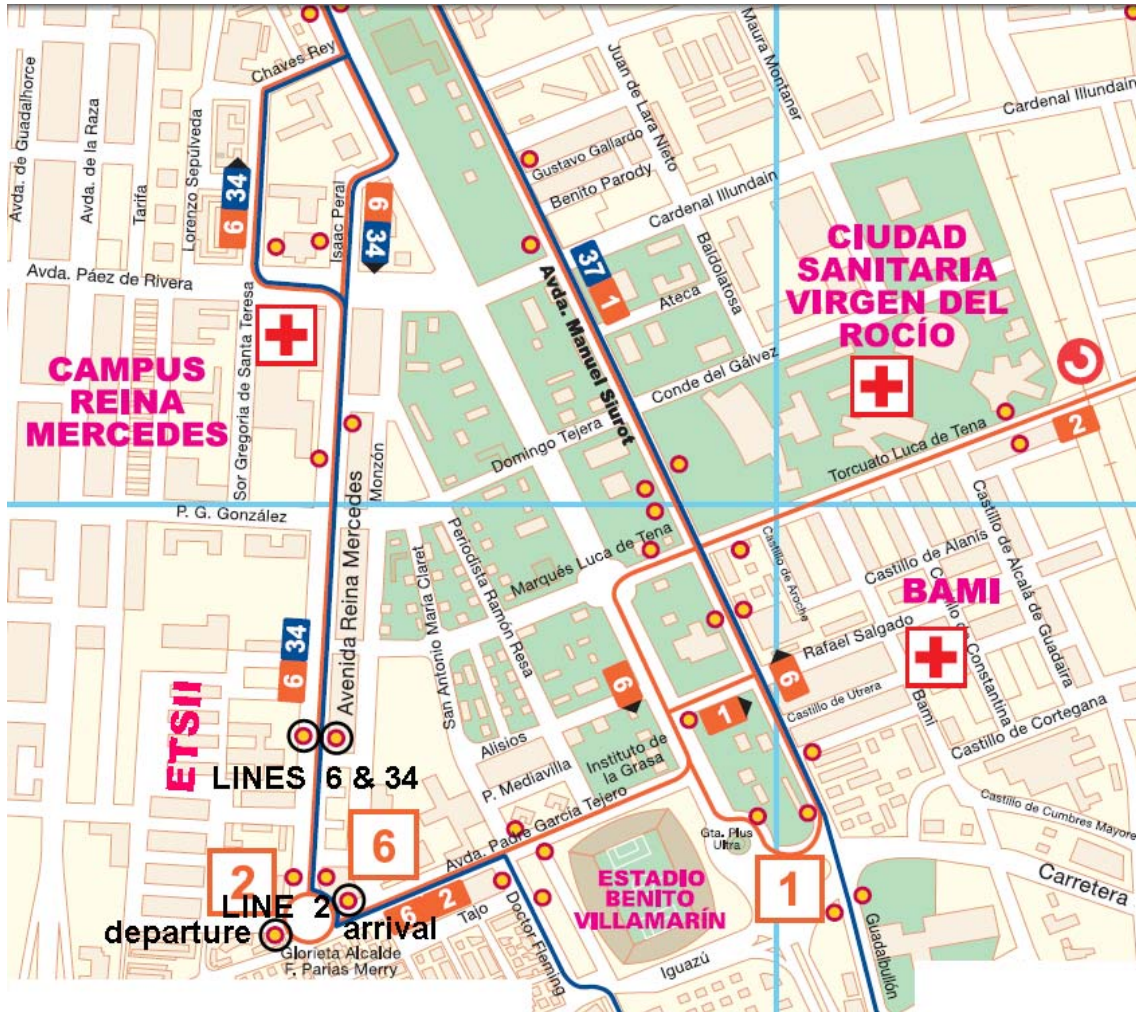 Chaves Rey
Avda. de Guadalhorce
Avda. de la Raza
Tarifa
Lorenzo Sepúlveda
6 34
Isaac Peral
6 34
Avda. Páez de Rivera
Juan de Lara Nieto
Maura Montaner
Gustavo Gallardo
Benito Parody
Cardenal Illundain
Cardenal Illundain
37 1
Avda. Manuel Siurot
Ateca
Baldolatosa
Conde del Gálvez
CIUDAD
SANITARIA
VIRGEN DEL
ROCÍO
CAMPUS
REINA
MERCEDES
Sor Gregoria de Santa Teresa
Monzón
Domingo Tejera
Torcuato Luca de Tena
2
P. G. González
Avenida Reina Mercedes
San Antonio Maria Claret
Periodista Ramón Resa
Marqués Luca de Tena
Castillo de Aroche
Castillo de Alanís
Castillo de Alcalá de Guadaira
Castillo de Constantina
BAMI
Rafael Salgado
Bami
Castillo de Utrera
Castillo de Cortegana
Castillo de Cumbres Mayores
Carretera
6 34
6
6
1
ETSII
LINES 6 & 34
Alisios
P. Mediavilla
Instituto de
la Grasa
Avda. Padre García Tejero
Gta. Plus
Ultra
1
6
2
LINE 2
departure
arrival
6 2
Tajo
Doctor Fleming
ESTADIO
BENITO
VILLAMARÍN
Iguazú
Guadalbullón
Glorieta Alcalde
F. Parias Merry